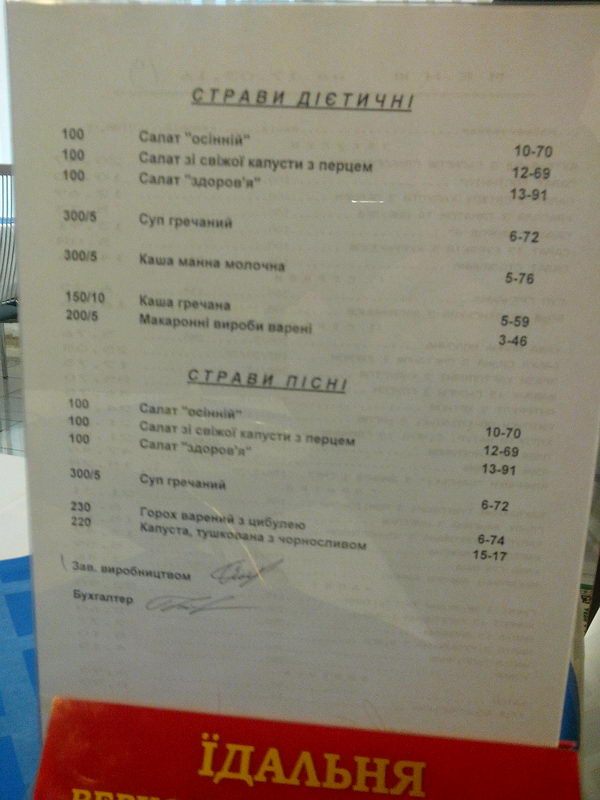 СТРАВИ ДІЄТИЧНІ
100 Салат "осінній" 10-70
100 Салат зі свіжої капусти з перцем 12-69
100 Салат "здоров'я" 13-91
300/5 Суп гречаний 6-72
300/5 Каша манна молочна 5-76
150/10 Каша гречана 5-59
200/5 Макаронні вироби варені 3-46
СТРАВИ ПІСНІ
100 Салат "осінній" 10-70
100 Салат зі свіжої капусти з перцем 12-69
100 Салат "здоров'я" 13-91
300/5 Суп гречаний 6-72
230 Горох варений з цибулею 6-74
220 Капуста, тушкована з чорносливом 15-17
Зав. виробництвом
Бухгалтер
ЇДАЛЬНЯ